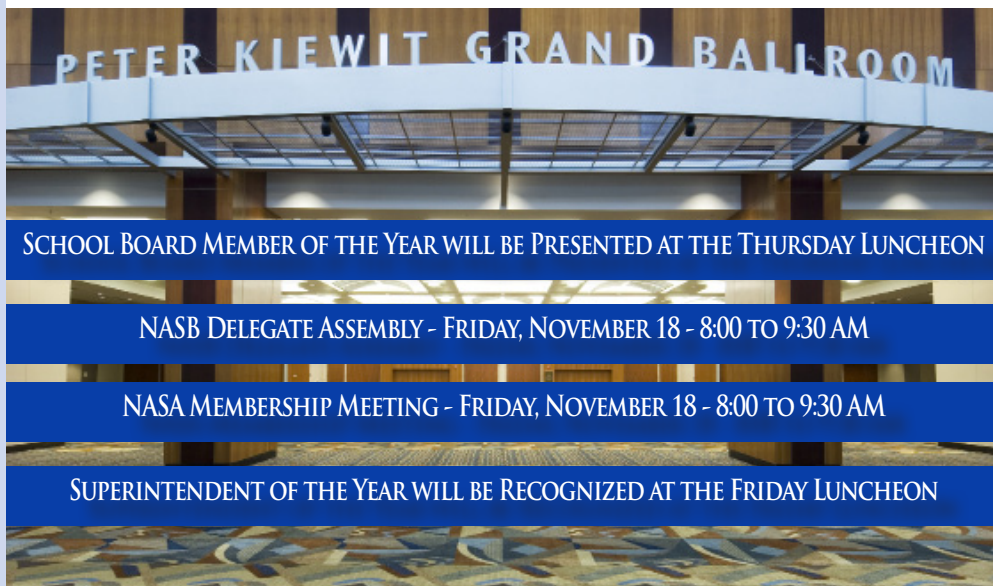 PETER KIEWIT GRAND BALLROOM
School Board Member of the Year will be Presented at the Thursday Luncheon
NASB Delegate Assembly - Friday, November 18 - 8:00 to 9:30 AM
NASA Membership Meeting - Friday, November 18 - 8:00 to 9:30 AM
Superintendent of the Year will be Recognized at the Friday Luncheon